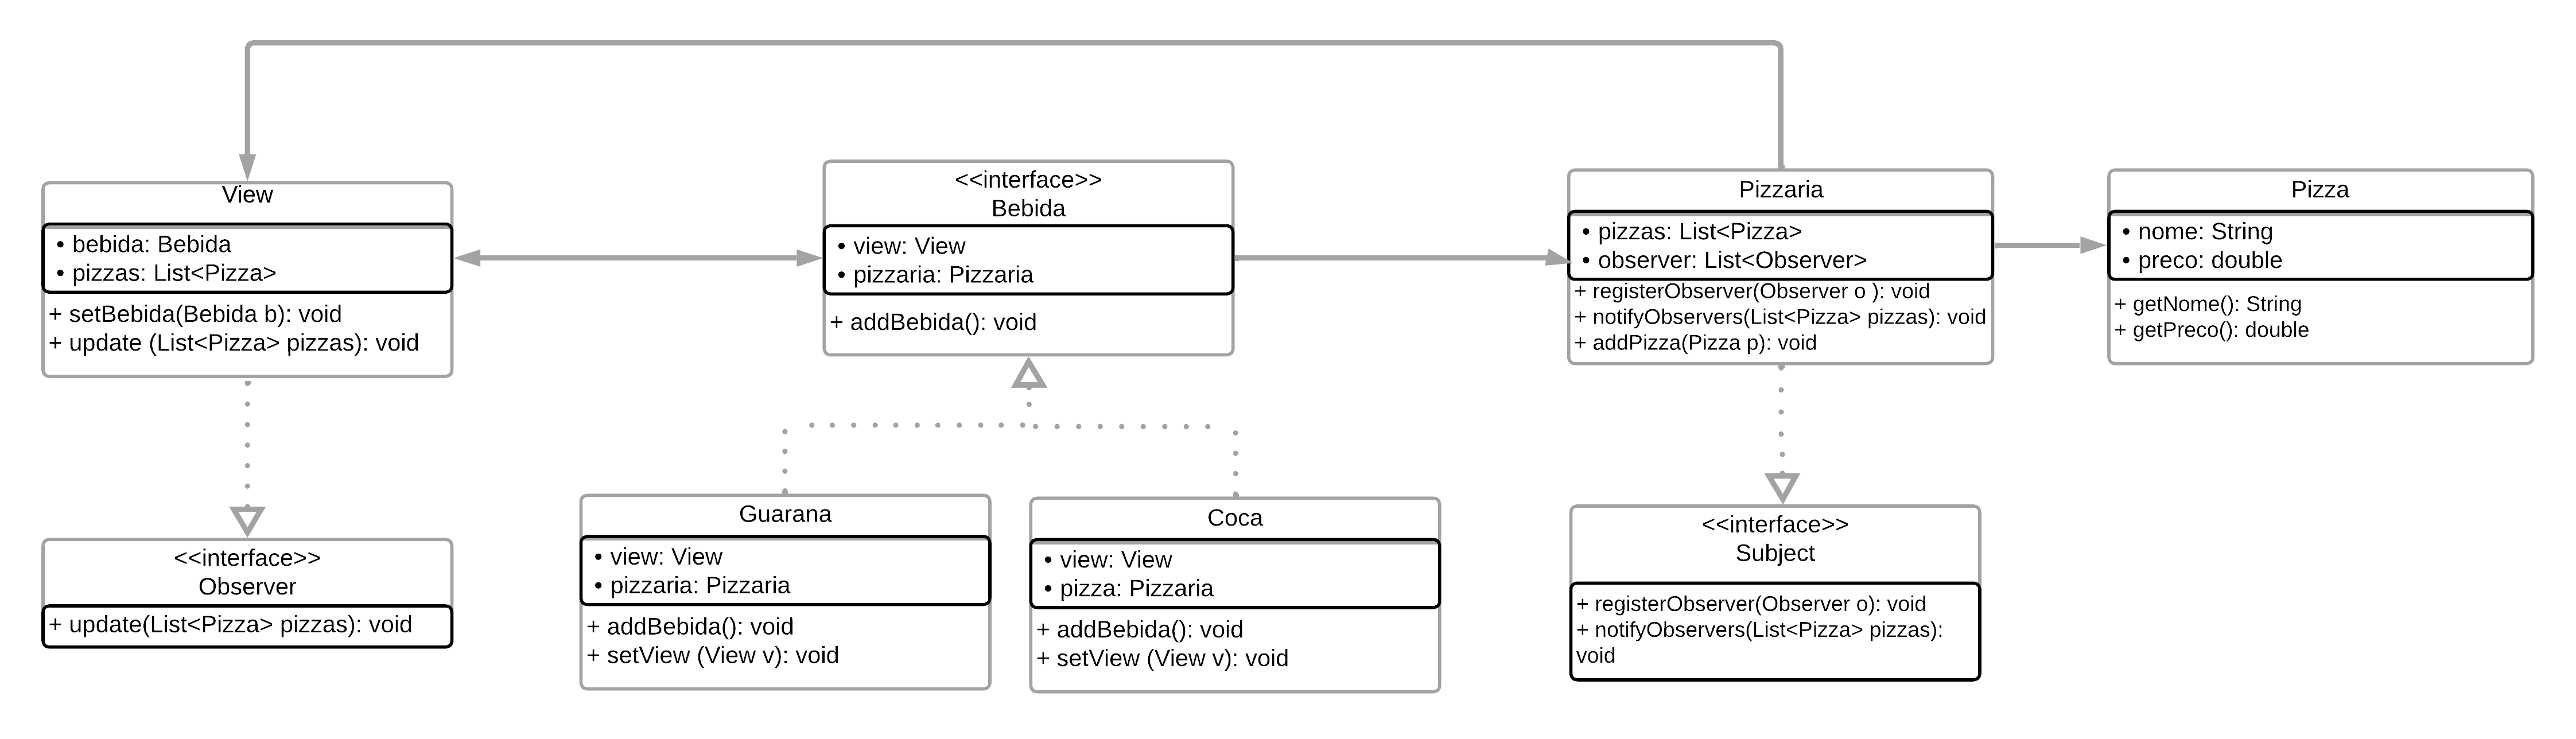 View
• bebida: Bebida
• pizzas: List<Pizza>
+ setBebida(Bebida b): void
+ update (List<Pizza> pizzas): void
<<interface>>
Bebida
• view: View
• pizzaria: Pizzaria
+ addBebida(): void
Pizzaria
• pizzas: List<Pizza>
• observer: List<Observer>
+ registerObserver(Observer o ): void
+ notifyObservers(List<Pizza> pizzas): void
+ addPizza(Pizza p): void
Pizza
• nome: String
• preco: double
+ getNome(): String
+ getPreco(): double
<<interface>>
Observer
+ update(List<Pizza> pizzas): void
Guarana
• view: View
• pizzaria: Pizzaria
+ addBebida(): void
+ setView (View v): void
Coca
• view: View
• pizza: Pizzaria
+ addBebida(): void
+ setView (View v): void
<<interface>>
Subject
+ registerObserver(Observer o): void
+ notifyObservers(List<Pizza> pizzas):
void